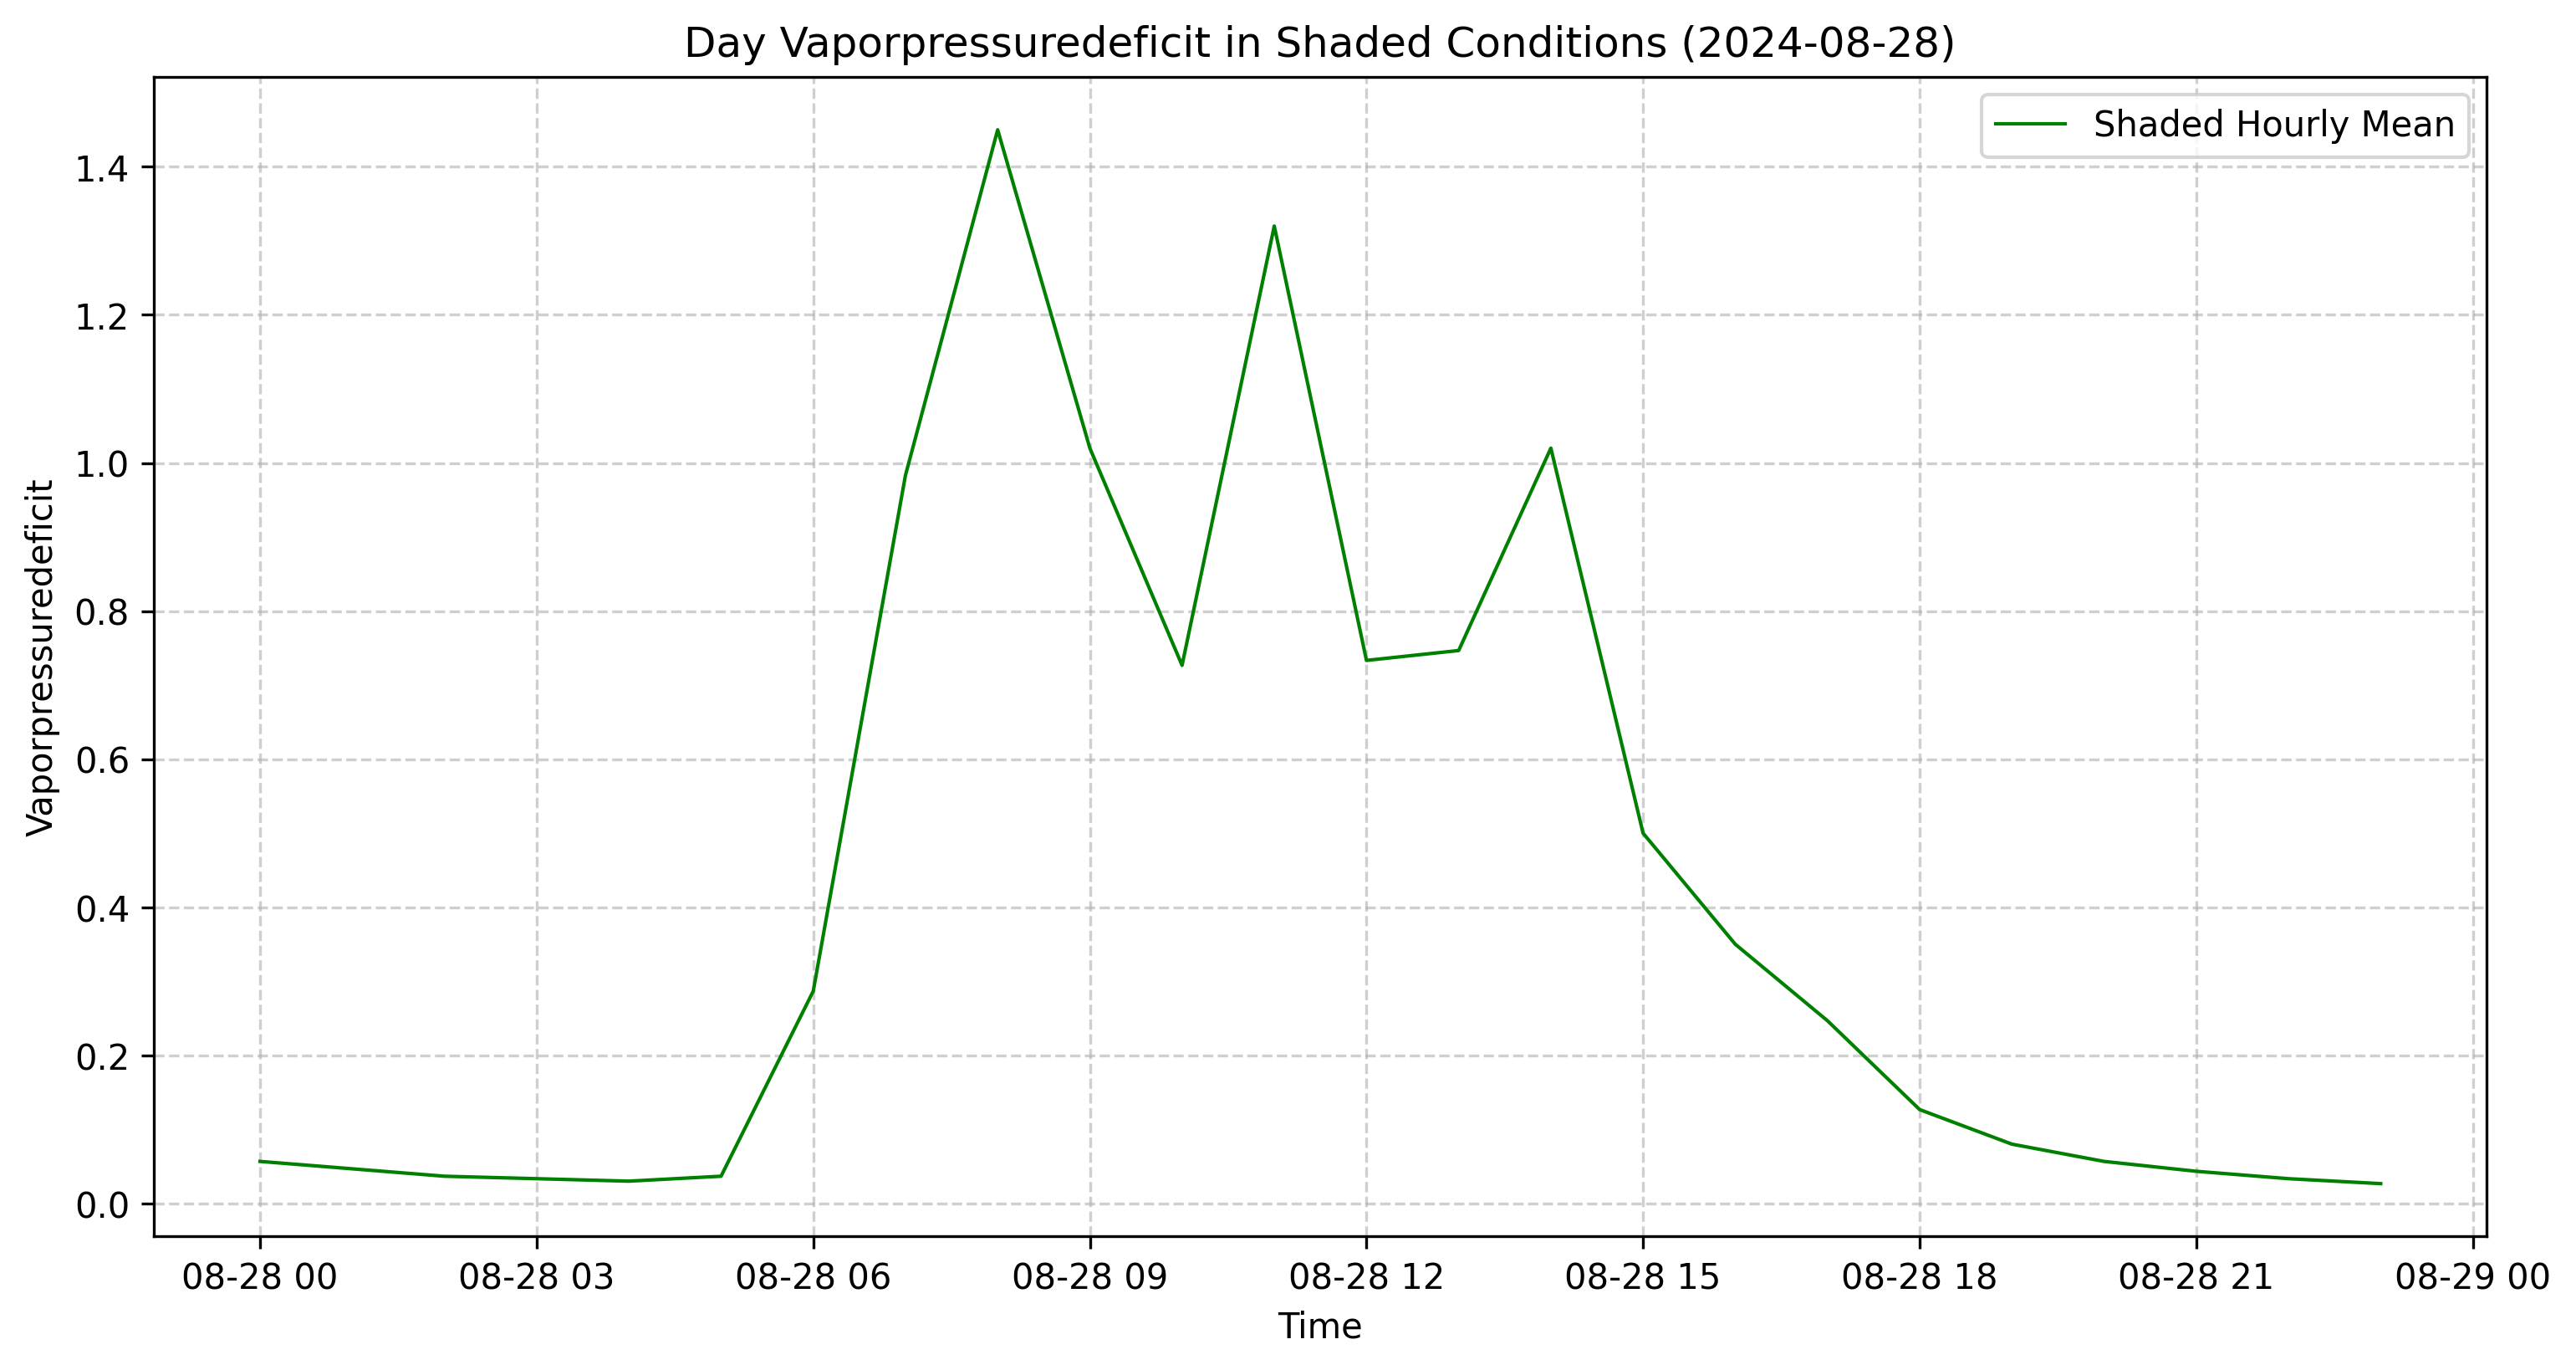 Day Vaporpressuredeficit in Shaded Conditions (2024-08-28)
Shaded Hourly Mean
Vaporpressuredeficit
1.4
1.2
1.0
0.8
0.6
0.4
0.2
0.0
08-28 00 08-28 03 08-28 06 08-28 09 08-28 12 08-28 15 08-28 18 08-28 21 08-29 00
Time